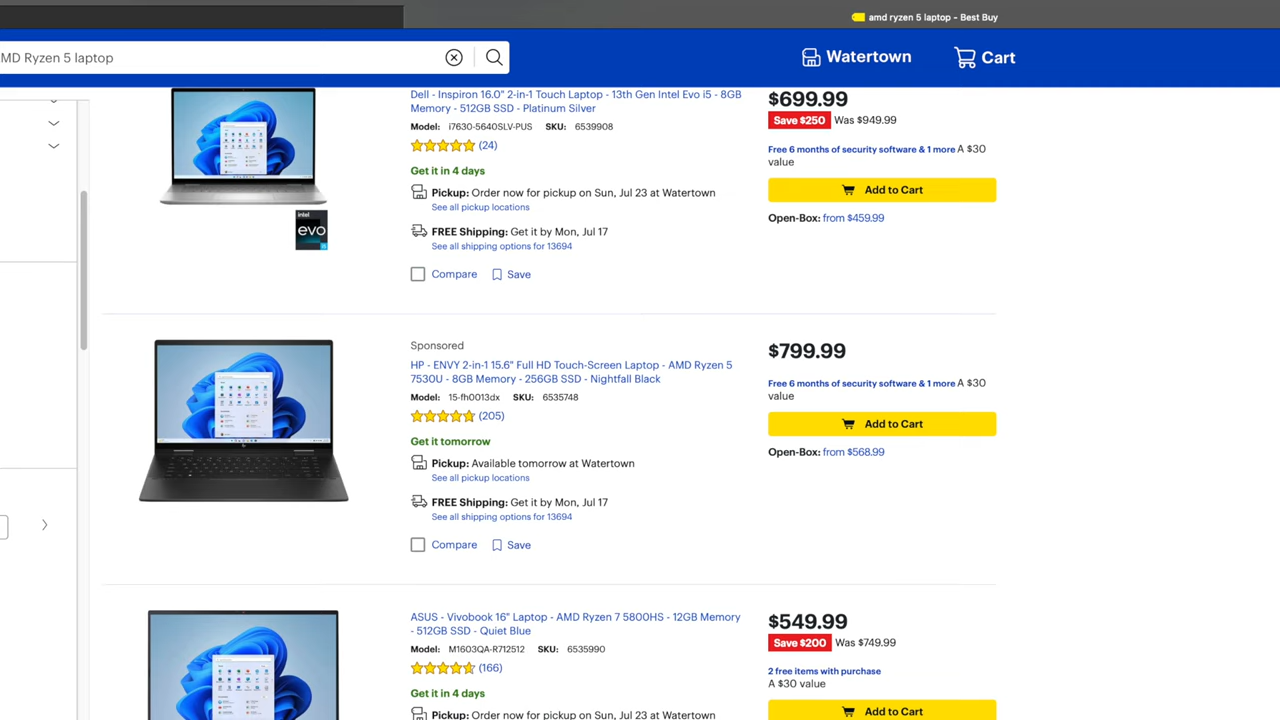 amd ryzen 5 laptop - Best Buy
MD Ryzen 5 laptop
Watertown
Cart
Dell - Inspiron 16.0" 2-in-1 Touch Laptop - 13th Gen Intel Evo i5 - 8GB
Memory - 512GB SSD - Platinum Silver
Model: i7630-5640SLV-PUS SKU: 6539908
(24)
Get it in 4 days
Pickup: Order now for pickup on Sun, Jul 23 at Watertown
See all pickup locations
FREE Shipping: Get it by Mon, Jul 17
See all shipping options for 13694
Compare
Save
$699.99
Save $250 Was $949.99
Free 6 months of security software & 1 more A $30
value
Add to Cart
Open-Box: from $459.99
intel
evo
i5
Sponsored
HP - ENVY 2-in-1 15.6" Full HD Touch-Screen Laptop - AMD Ryzen 5
7530U - 8GB Memory - 256GB SSD - Nightfall Black
Model: 15-fh0013dx SKU: 6535748
(205)
Get it tomorrow
Pickup: Available tomorrow at Watertown
See all pickup locations
FREE Shipping: Get it by Mon, Jul 17
See all shipping options for 13694
Compare
Save
$799.99
Free 6 months of security software & 1 more A $30
value
Add to Cart
Open-Box: from $568.99
ASUS - Vivobook 16" Laptop - AMD Ryzen 7 5800HS - 12GB Memory
- 512GB SSD - Quiet Blue
Model: M1603QA-R712512 SKU: 6535990
(166)
Get it in 4 days
Pickup: Order now for pickup on Sun, Jul 23 at Watertown
$549.99
Save $200 Was $749.99
2 free items with purchase
A $30 value
Add to Cart